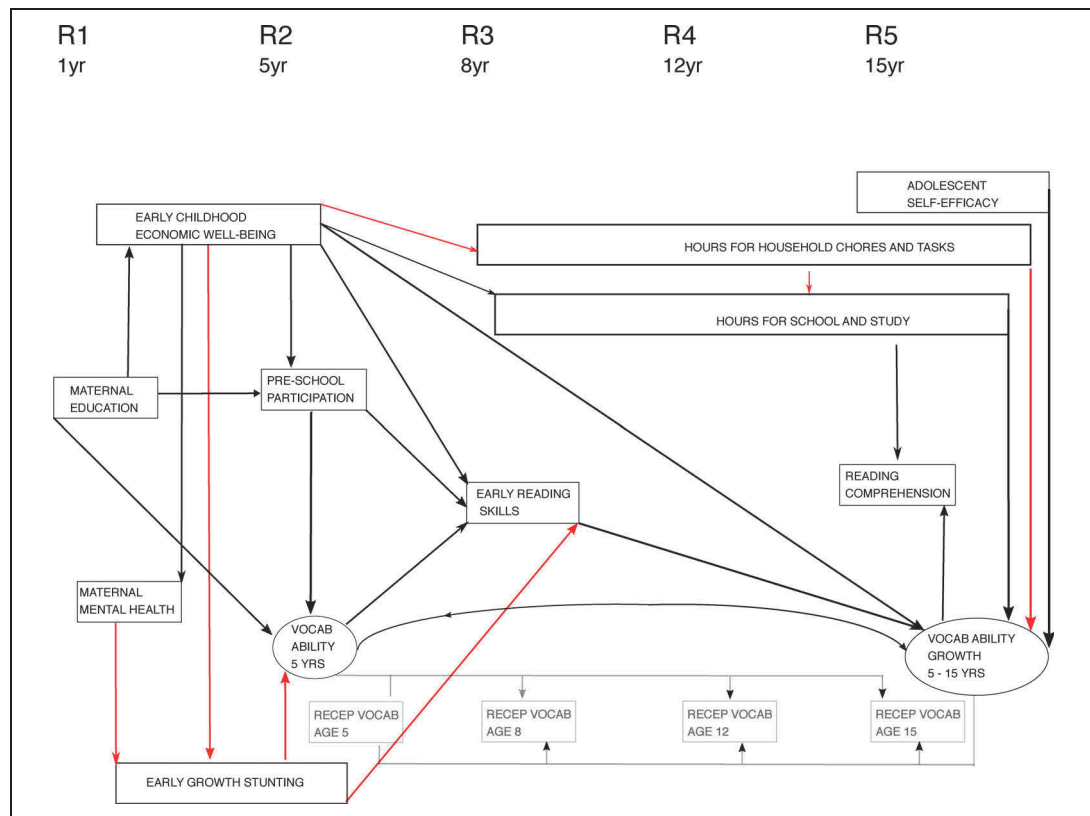 R1
1yr
R2
5yr
R3
8yr
R4
12yr
R5
15yr
ADOLESCENT
SELF-EFFICACY
EARLY CHILDHOOD
ECONOMIC WELL-BEING
HOURS FOR HOUSEHOLD CHORES AND TASKS
HOURS FOR SCHOOL AND STUDY
MATERNAL
EDUCATION
PRE-SCHOOL
PARTICIPATION
READING
COMPREHENSION
EARLY READING
SKILLS
MATERNAL
MENTAL HEALTH
VOCAB
ABILITY
5 YRS
VOCAB ABILITY
GROWTH
5 - 15 YRS
RECEP VOCAB
AGE 5
RECEP VOCAB
AGE 8
RECEP VOCAB
AGE 12
RECEP VOCAB
AGE 15
EARLY GROWTH STUNTING